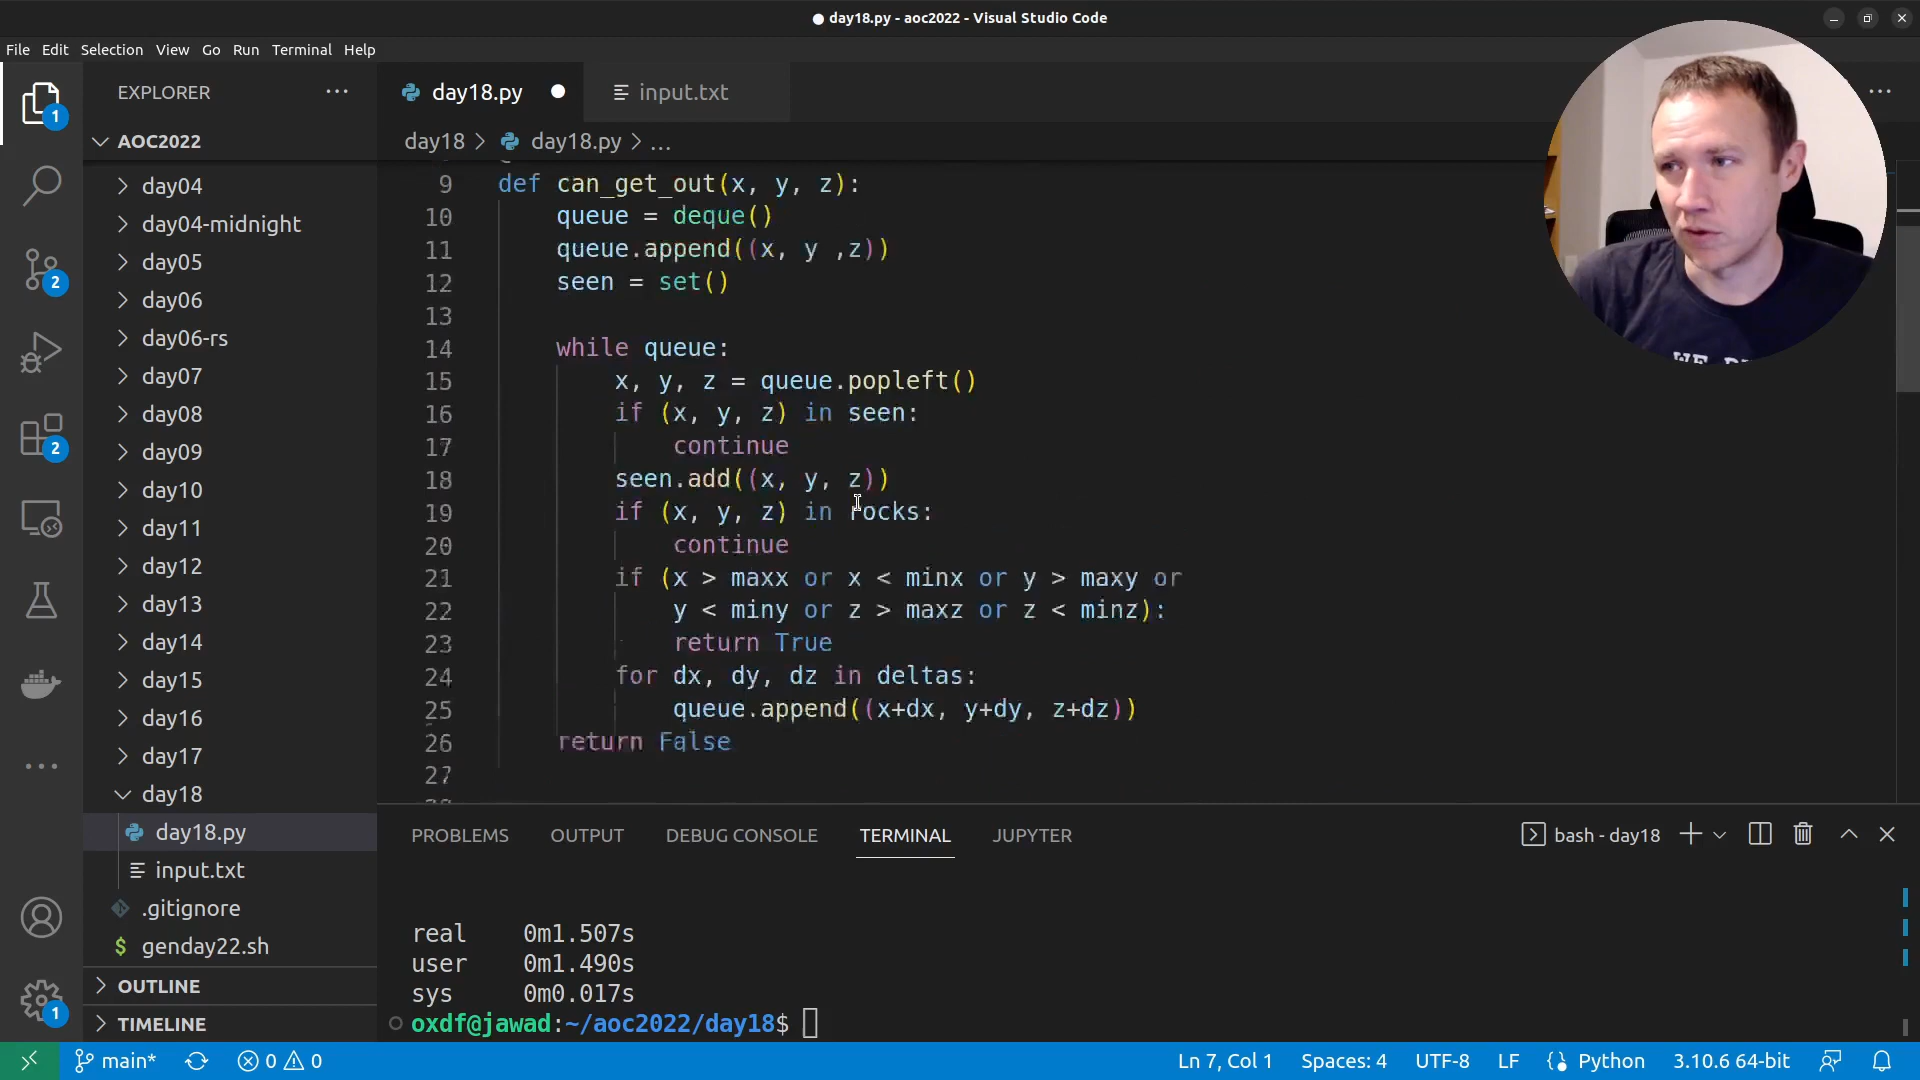 day18.py - aoc2022 - Visual Studio Code
File Edit Selection View Go Run Terminal Help
EXPLORER
AOC2022
day04
day04-midnight
day05
day06
day06-rs
day07
day08
day09
day10
day11
day12
day13
day14
day15
day16
day17
day18
day18.py
input.txt
.gitignore
$ genday22.sh
OUTLINE
TIMELINE
1
2
2
1
day18.py
input.txt
day18 > day18.py > ...
9 def can_get_out(x, y, z):
10 queue = deque()
11 queue.append((x, y ,z))
12 seen = set()
13
14 while queue:
15 x, y, z = queue.popleft()
16 if (x, y, z) in seen:
17 continue
18 seen.add((x, y, z))
19 if (x, y, z) in rocks:
20 continue
21 if (x > maxx or x < minx or y > maxy or
22 y < miny or z > maxz or z < minz):
23 return True
24 for dx, dy, dz in deltas:
25 queue.append((x+dx, y+dy, z+dz))
26 return False
27
PROBLEMS OUTPUT DEBUG CONSOLE TERMINAL JUPYTER
bash - day18
real 0m1.507s
user 0m1.490s
sys 0m0.017s
oxdf@jawad:~/aoc2022/day18$
main* 0 0
Ln 7, Col 1 Spaces: 4 UTF-8 LF Python 3.10.6 64-bit